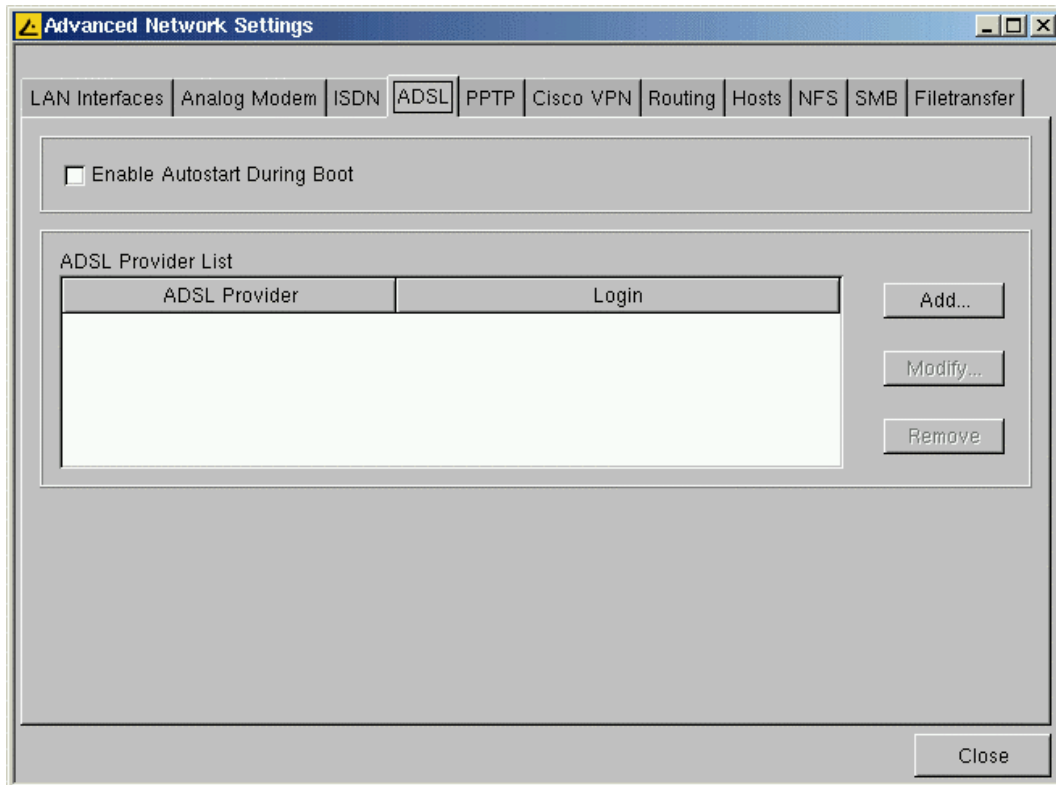 Advanced Network Settings
LAN Interfaces Analog Modem ISDN ADSL PPTP Cisco VPN Routing Hosts NFS SMB Filetransfer
Enable Autostart During Boot
ADSL Provider List
ADSL Provider Login
Add...
Modify...
Remove
Close